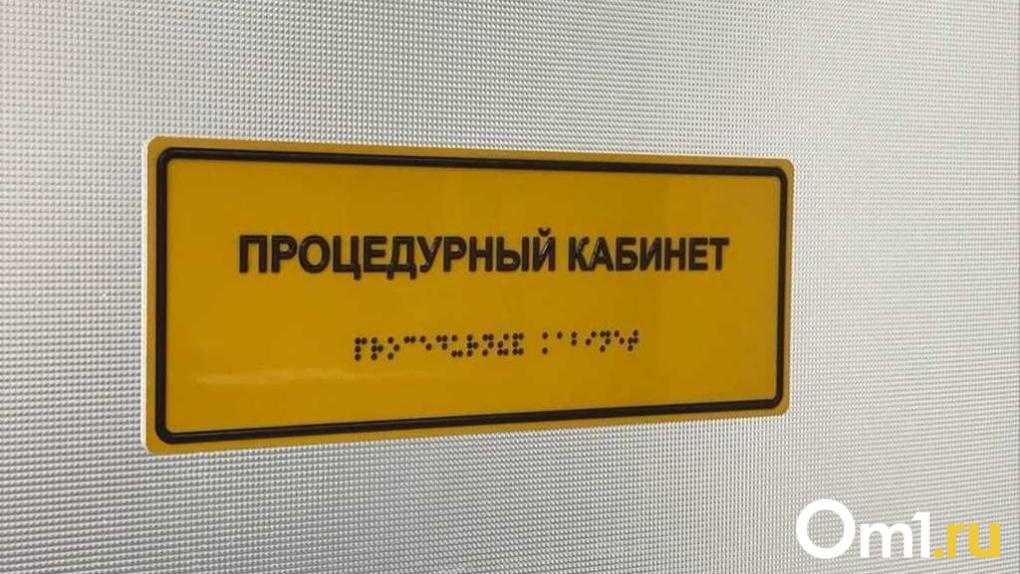 ПРОЦЕДУРНЫЙ КАБИНЕТ
⠏⠗⠕⠉⠑⠙⠥⠗⠝⠮⠯ ⠅⠁⠃⠊⠝⠑⠞
Om1.ru